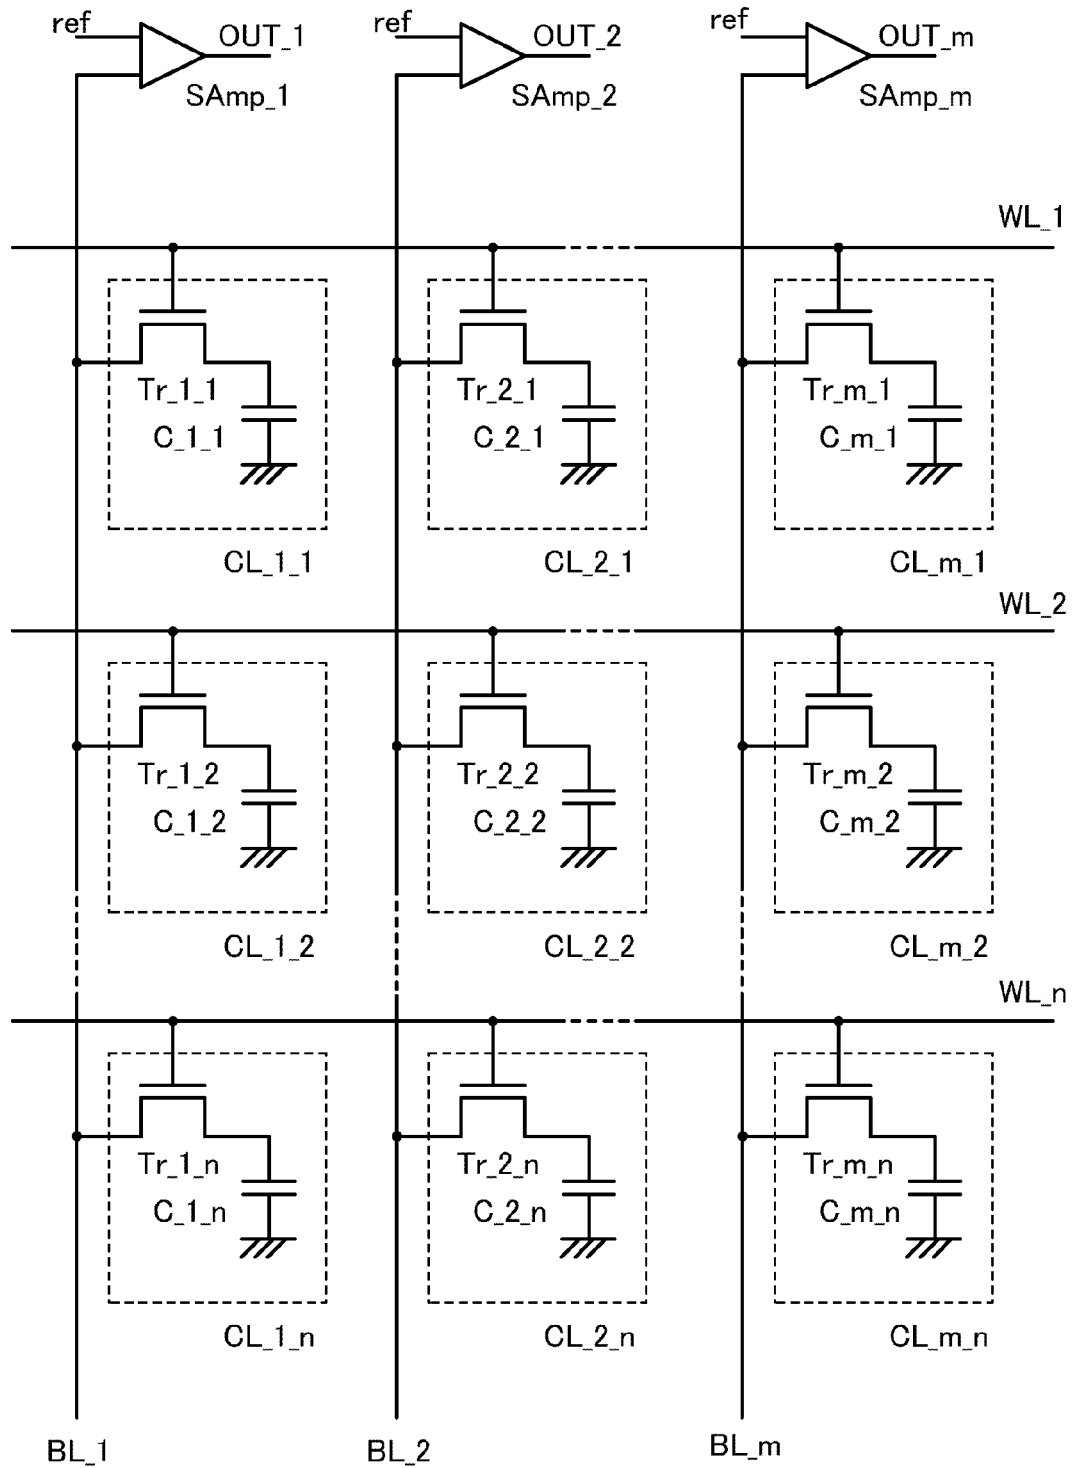 ref OUT_1 ref OUT_2 ref OUT_m
SAmp_1 SAmp_2 SAmp_m
WL_1
Tr_1_1 Tr_2_1 Tr_m_1
C_1_1 C_2_1 C_m_1
CL_1_1 CL_2_1 CL_m_1
WL_2
Tr_1_2 Tr_2_2 Tr_m_2
C_1_2 C_2_2 C_m_2
CL_1_2 CL_2_2 CL_m_2
WL_n
Tr_1_n Tr_2_n Tr_m_n
C_1_n C_2_n C_m_n
CL_1_n CL_2_n CL_m_n
BL_1 BL_2 BL_m